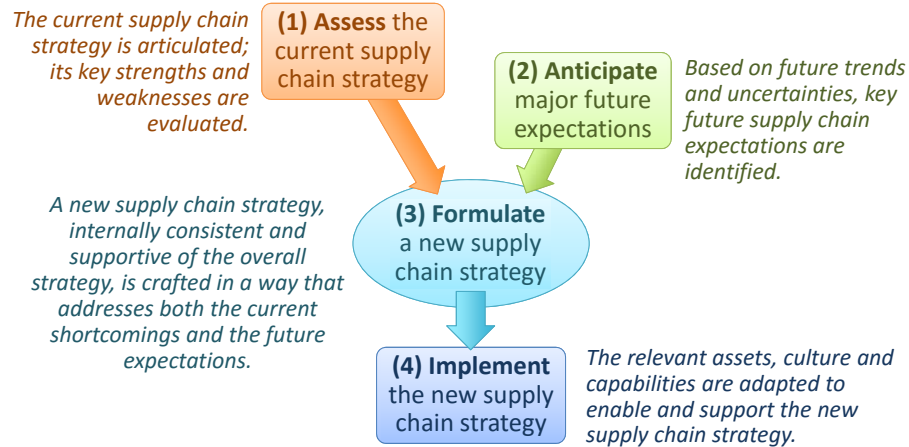 The current supply chain
strategy is articulated;
its key strengths and
weaknesses are
evaluated.
(1) Assess the
current supply
chain strategy
(2) Anticipate
major future
expectations
Based on future trends
and uncertainties, key
future supply chain
expectations are
identified.
A new supply chain strategy,
internally consistent and
supportive of the overall
strategy, is crafted in a way that
addresses both the current
shortcomings and the future
expectations.
(3) Formulate
a new supply
chain strategy
(4) Implement
the new supply
chain strategy
The relevant assets, culture and
capabilities are adapted to
enable and support the new
supply chain strategy.